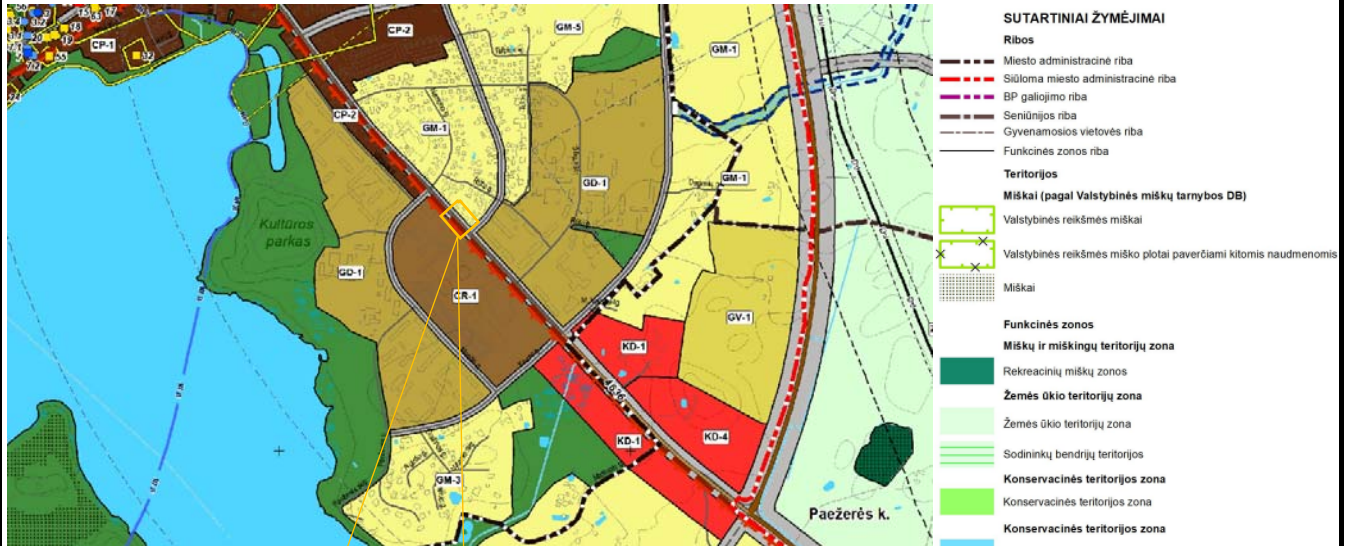 CP-1
CP-2
GM-5
GM-1
CP-2
GM-1
GD-1
GM-1
Kultūros
parkas
GD-1
CR-1
GV-1
KD-1
4636
KD-1
KD-4
GM-3
Paežerės k.
SUTARTINIAI ŽYMĖJIMAI
Ribos
Miesto administracinė riba
Siūloma miesto administracinė riba
BP galiojimo riba
Seniūnijos riba
Gyvenamosios vietovės riba
Funkcinės zonos riba
Teritorijos
Miškai (pagal Valstybinės miškų tarnybos DB)
Valstybinės reikšmės miškai
Valstybinės reikšmės miško plotai paverčiami kitomis naudmenomis
Miškai
Funkcinės zonos
Miškų ir miškingų teritorijų zona
Rekreacinių miškų zonos
Žemės ūkio teritorijų zona
Žemės ūkio teritorijų zona
Sodininkų bendrijų teritorijos
Konservacinės teritorijos zona
Konservacinės teritorijos zona
Konservacinės teritorijos zona